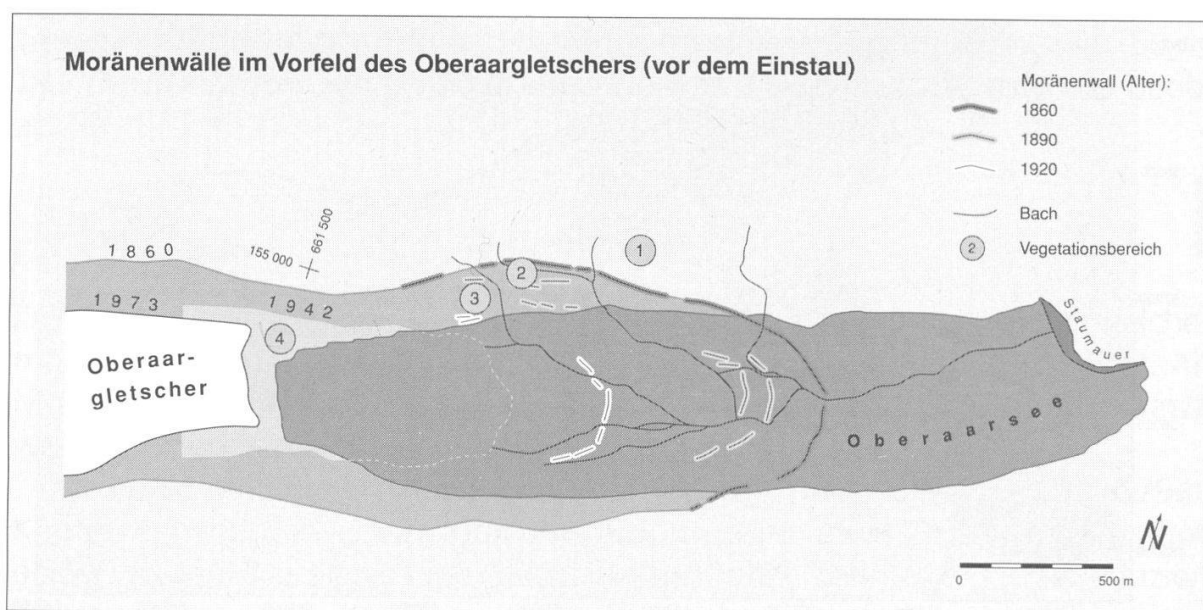 Moränenwälle im Vorfeld des Oberaargletschers (vor dem Einstau)
Moränenwall (Alter):
1860
1890
1920
Bach
2 Vegetationsbereich
661 500
155 000
1860
1973
1942
1
2
3
4
Oberaar-
gletscher
Staumauer
Oberaarsee
N
0
500 m